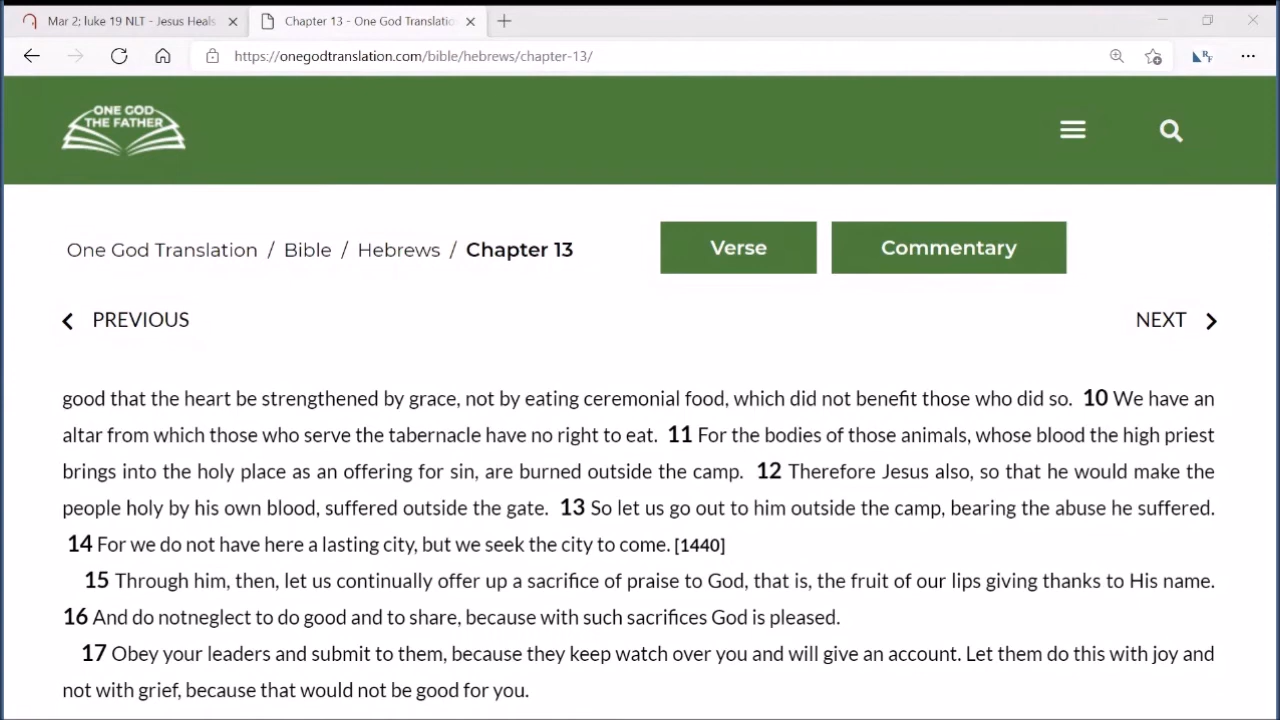 Mar 2; luke 19 NLT - Jesus Heals
Chapter 13 - One God Translatio
https://onegodtranslation.com/bible/hebrews/chapter-13/
RF
ONE GOD
THE FATHER
One God Translation / Bible / Hebrews / Chapter 13
Verse
Commentary
PREVIOUS
NEXT
good that the heart be strengthened by grace, not by eating ceremonial food, which did not benefit those who did so. 10 We have an
altar from which those who serve the tabernacle have no right to eat. 11 For the bodies of those animals, whose blood the high priest
brings into the holy place as an offering for sin, are burned outside the camp. 12 Therefore Jesus also, so that he would make the
people holy by his own blood, suffered outside the gate. 13 So let us go out to him outside the camp, bearing the abuse he suffered.
14 For we do not have here a lasting city, but we seek the city to come. [1440]
15 Through him, then, let us continually offer up a sacrifice of praise to God, that is, the fruit of our lips giving thanks to His name.
16 And do notneglect to do good and to share, because with such sacrifices God is pleased.
17 Obey your leaders and submit to them, because they keep watch over you and will give an account. Let them do this with joy and
not with grief, because that would not be good for you.